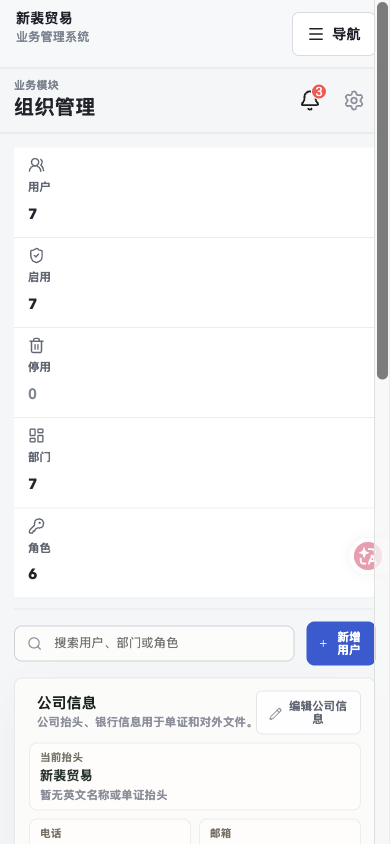 新裴贸易
业务管理系统
导航
业务模块
组织管理
3
用户
7
启用
7
停用
0
部门
7
角色
6
搜索用户、部门或角色
+ 新增
用户
公司信息
公司抬头、银行信息用于单证和对外文件。
编辑公司信
息
当前抬头
新裴贸易
暂无英文名称或单证抬头
电话
邮箱